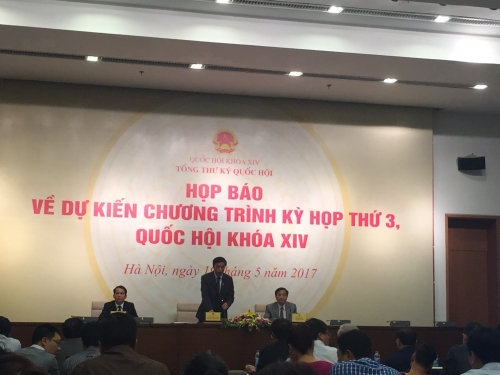 QUỐC HỘI KHÓA XIV
TỔNG THƯ KÝ QUỐC HỘI
HỌP BÁO
VỀ DỰ KIẾN CHƯƠNG TRÌNH KỲ HỌP THỨ 3,
QUỐC HỘI KHÓA XIV
Hà Nội, ngày tháng 5 năm 2017